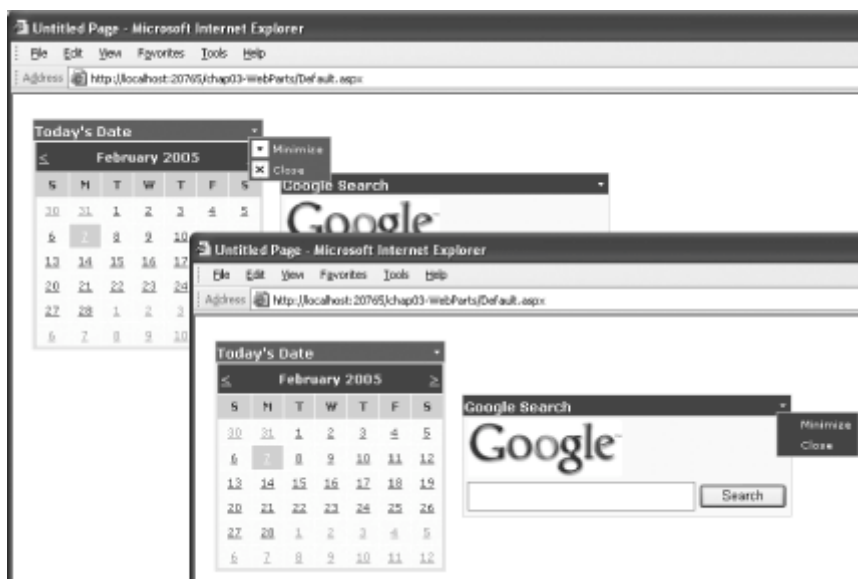 Untitled Page - Microsoft Internet Explorer
File Edit View Favorites Tools Help
Address http://localhost:20765/chap03-WebParts/Default.aspx
Today's Date
Minimize
Close
< February 2005
S M T W T F S
30 31 1 2 3 4 5
6 7 8 9 10
13 14 15 16 17
20 21 22 23 24
27 28 1 2 3
6 7 8 9 10
Google Search
Google
Untitled Page - Microsoft Internet Explorer
File Edit View Favorites Tools Help
Address http://localhost:20765/chap03-WebParts/Default.aspx
Today's Date
< February 2005 >
S M T W T F S
30 31 1 2 3 4 5
6 7 8 9 10 11 12
13 14 15 16 17 18 19
20 21 22 23 24 25 26
27 28 1 2 3 4 5
6 7 8 9 10 11 12
Google Search
Minimize
Close
Google
Search